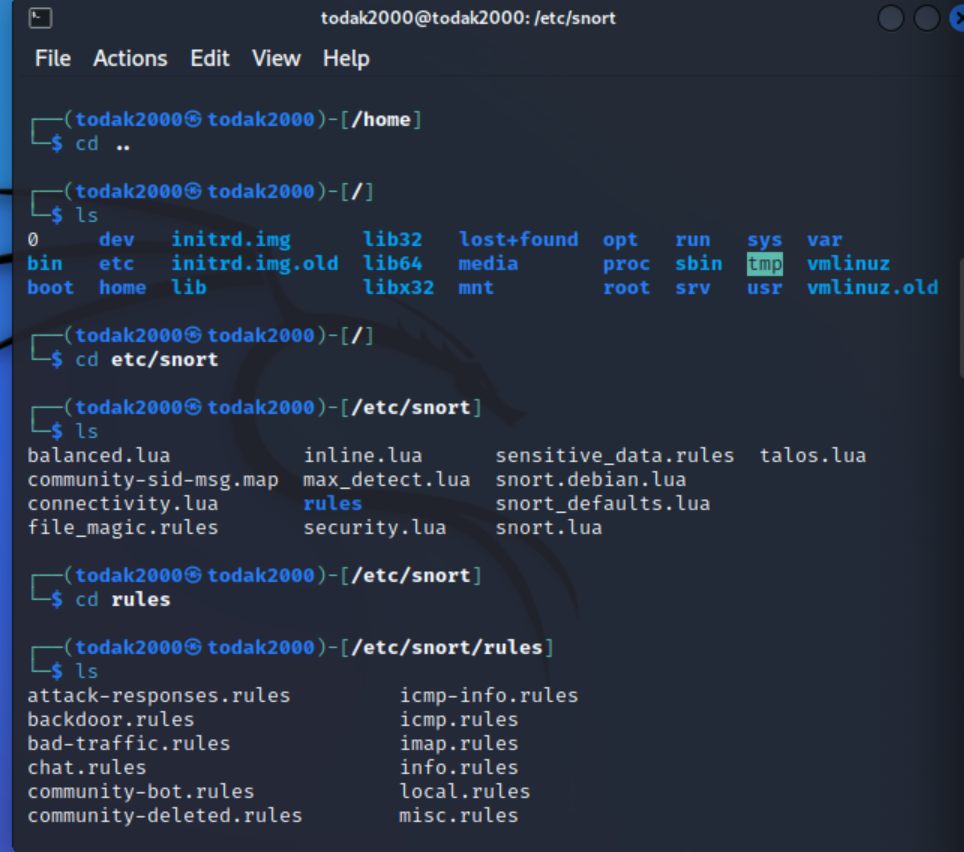 todak2000@todak2000: /etc/snort
File Actions Edit View Help
┌──(todak2000㉿todak2000)-[/home]
└─$ cd ..
┌──(todak2000㉿todak2000)-[/]
└─$ ls
0 dev initrd.img lib32 lost+found opt run sys var
bin etc initrd.img.old lib64 media proc sbin tmp vmlinuz
boot home lib libx32 mnt root srv usr vmlinuz.old
┌──(todak2000㉿todak2000)-[/]
└─$ cd etc/snort
┌──(todak2000㉿todak2000)-[/etc/snort]
└─$ ls
balanced.lua inline.lua sensitive_data.rules talos.lua
community-sid-msg.map max_detect.lua snort.debian.lua
connectivity.lua rules snort_defaults.lua
file_magic.rules security.lua snort.lua
┌──(todak2000㉿todak2000)-[/etc/snort]
└─$ cd rules
┌──(todak2000㉿todak2000)-[/etc/snort/rules]
└─$ ls
attack-responses.rules icmp-info.rules
backdoor.rules icmp.rules
bad-traffic.rules imap.rules
chat.rules info.rules
community-bot.rules local.rules
community-deleted.rules misc.rules